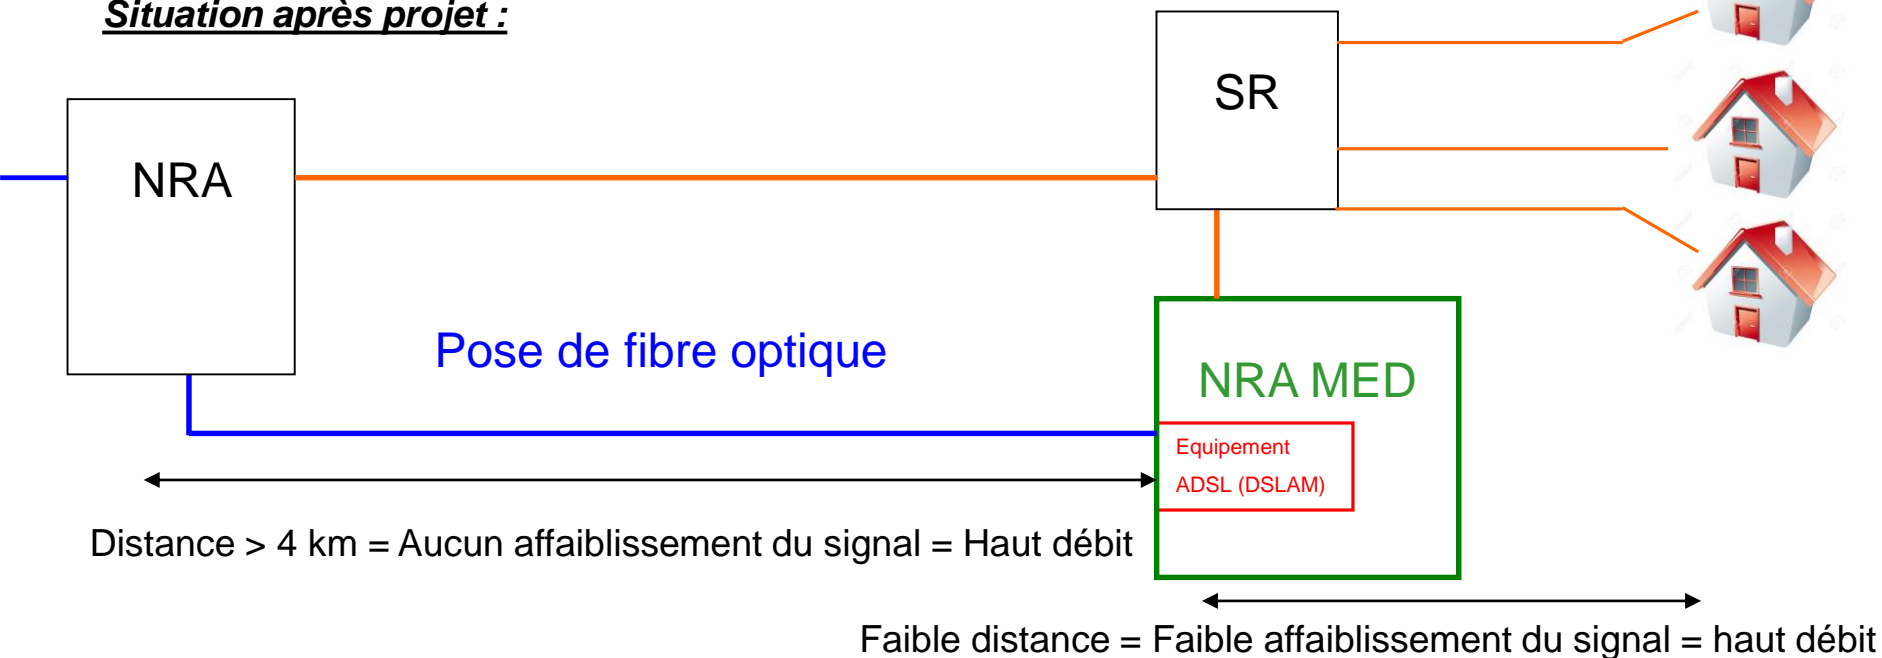 Situation après projet :
SR
NRA
Pose de fibre optique
NRA MED
Equipement
ADSL (DSLAM)
Distance > 4 km = Aucun affaiblissement du signal = Haut débit
Faible distance = Faible affaiblissement du signal = haut débit